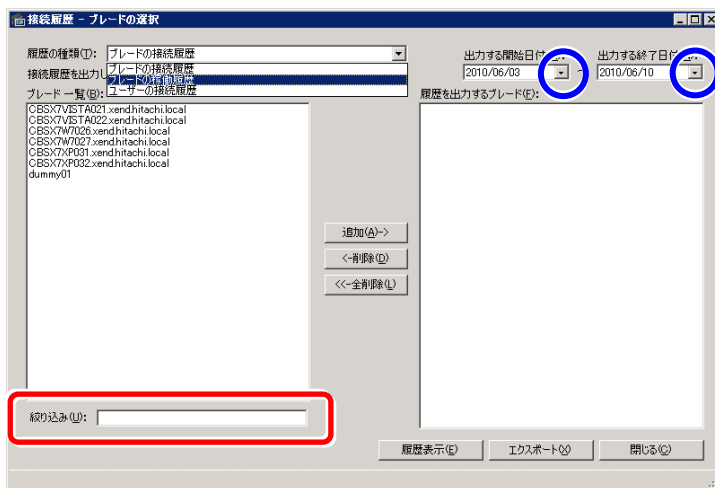 接続履歴 - ブレードの選択
履歴の種類(T): ブレードの接続履歴
ブレードの接続履歴
ブレードの稼働履歴
ユーザーの接続履歴
出力する開始日付
出力する終了日付
2010/06/03 ~ 2010/06/10
接続履歴を出力し
ブレード一覧(B):
履歴を出力するブレード(F):
CBSX7VISTA021.xend.hitachi.local
CBSX7VISTA022.xend.hitachi.local
CBSX7W7026.xend.hitachi.local
CBSX7W7027.xend.hitachi.local
CBSX7XP031.xend.hitachi.local
CBSX7XP032.xend.hitachi.local
dummy01
追加(A)->
<-削除(D)
<<-全削除(L)
絞り込み(U):
履歴表示(E) エクスポート(X) 閉じる(C)